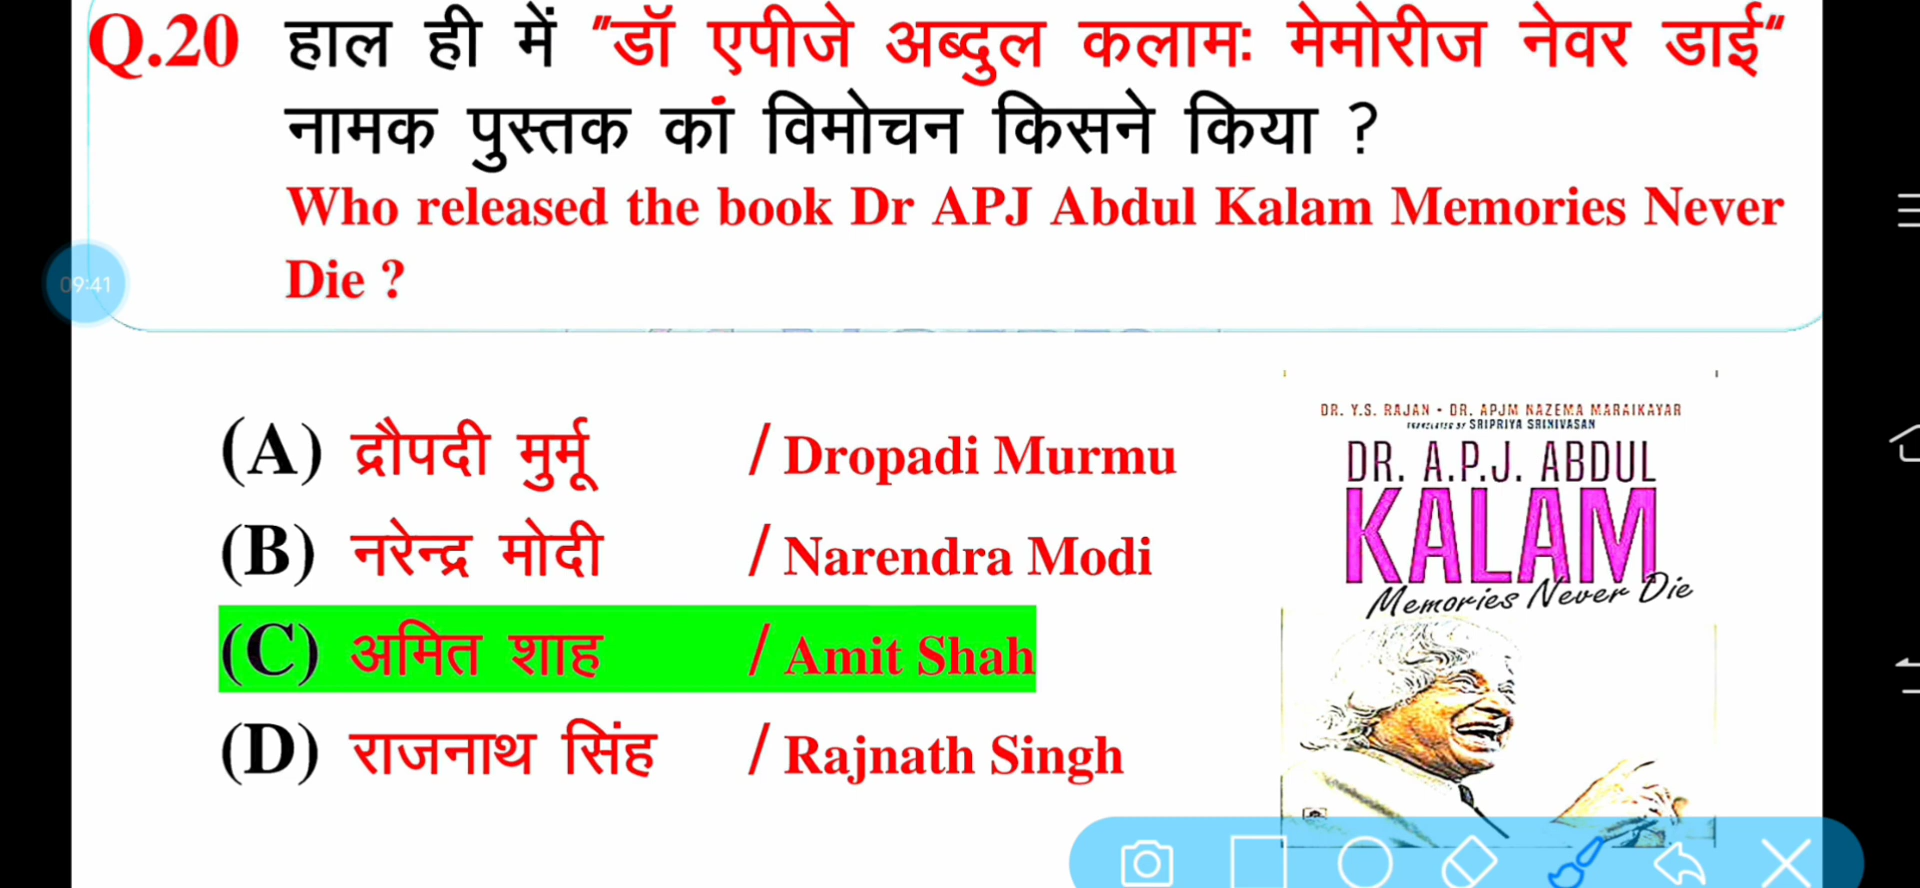 Q.20 हाल ही में "डॉ एपीजे अब्दुल कलामः मेमोरीज नेवर डाई"
नामक पुस्तक कां विमोचन किसने किया ?
Who released the book Dr APJ Abdul Kalam Memories Never
Die ?
09:41
(A) द्रौपदी मुर्मू / Dropadi Murmu
(B) नरेन्द्र मोदी / Narendra Modi
(C) अमित शाह / Amit Shah
(D) राजनाथ सिंह / Rajnath Singh
DR. Y.S. RAJAN • DR. APJM NAZEMA MARAIKAYAR
TRANSLATED BY SRIPRIYA SRINIVASAN
DR. A.P.J. ABDUL
KALAM
Memories Never Die